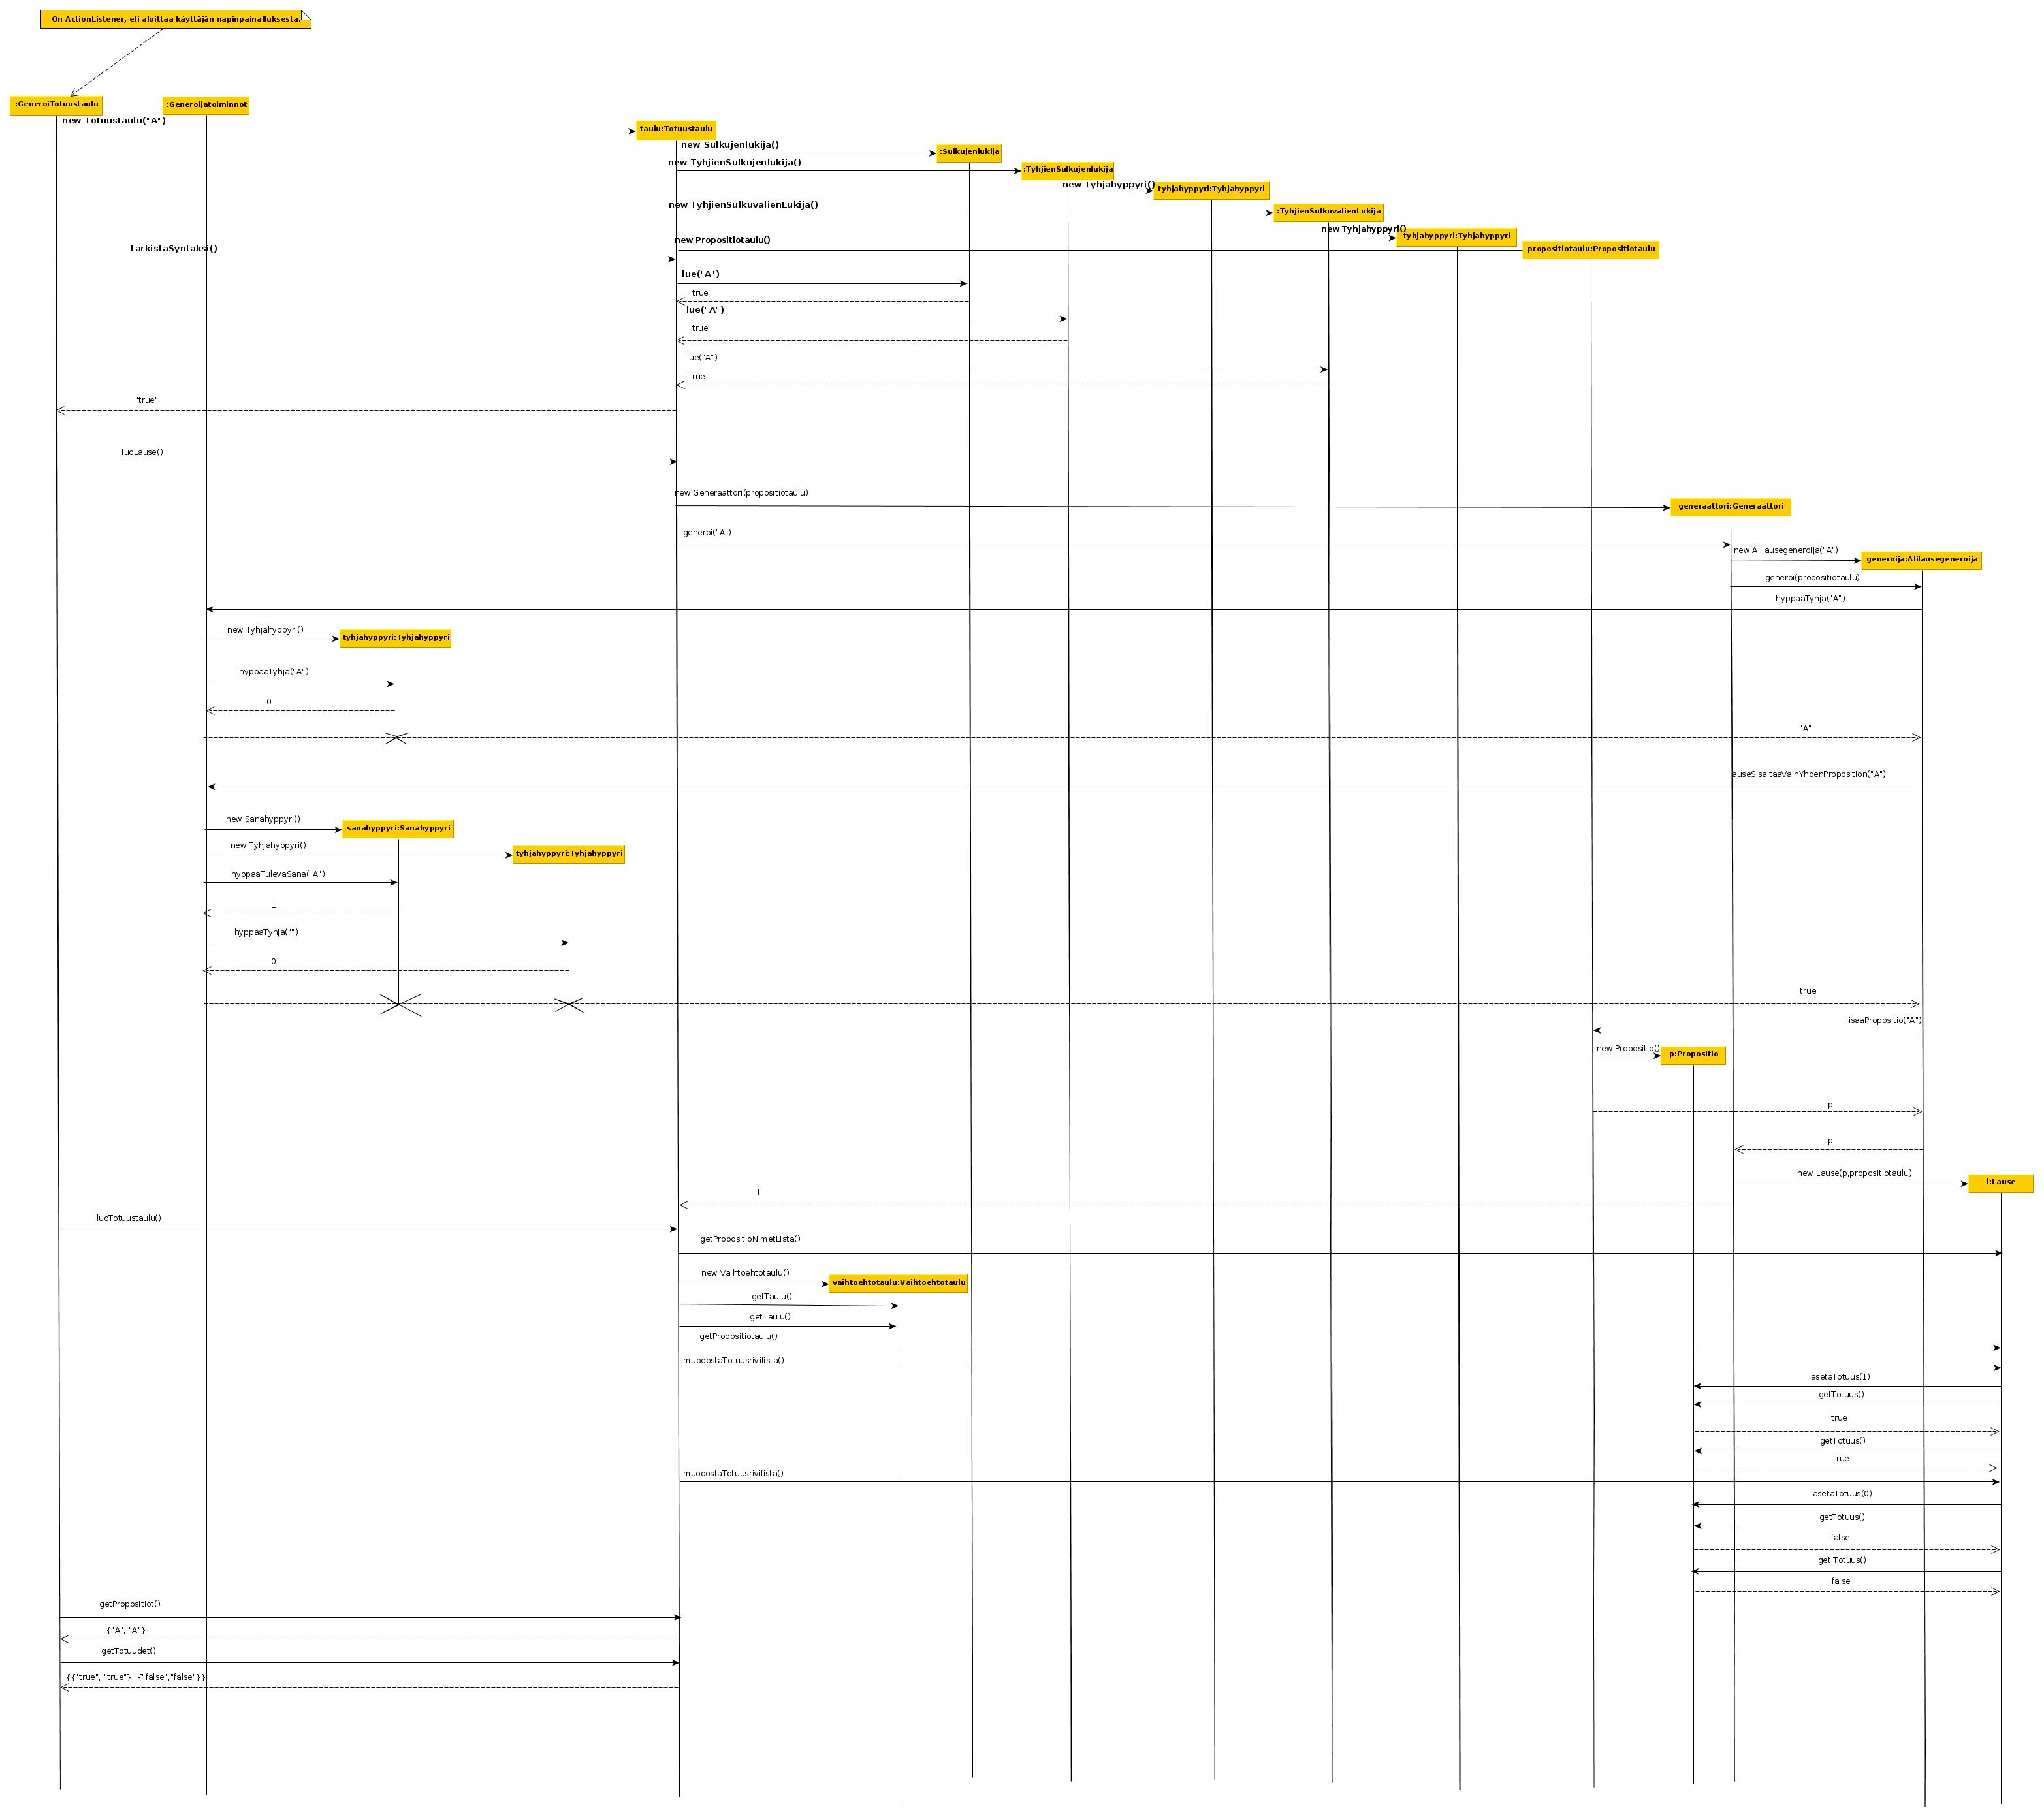 On ActionListener, eli aloittaa käyttäjän napinpainalluksesta.
:GeneroiTotuustaulu
:Generoijatoiminnot
new Totuustaulu("A")
taulu:Totuustaulu
new Sulkujenlukija()
:Sulkujenlukija
new TyhjienSulkujenlukija()
:TyhjienSulkujenlukija
new Tyhjahyppyri()
tyhjahyppyri:Tyhjahyppyri
new TyhjienSulkuvalienLukija()
:TyhjienSulkuvalienLukija
new Tyhjahyppyri()
tyhjahyppyri:Tyhjahyppyri
new Propositiotaulu()
propositiotaulu:Propositiotaulu
tarkistaSyntaksi()
lue("A")
true
lue("A")
true
lue("A")
true
"true"
luoLause()
new Generaattori(propositiotaulu)
generaattori:Generaattori
generoi("A")
new Alilausegeneroija("A")
generoija:Alilausegeneroija
generoi(propositiotaulu)
hyppaaTyhja("A")
new Tyhjahyppyri()
tyhjahyppyri:Tyhjahyppyri
hyppaaTyhja("A")
0
"A"
lauseSisaltaaVainYhdenProposition("A")
new Sanahyppyri()
sanahyppyri:Sanahyppyri
new Tyhjahyppyri()
tyhjahyppyri:Tyhjahyppyri
hyppaaTulevaSana("A")
1
hyppaaTyhja("")
0
true
lisaaPropositio("A")
new Propositio()
p:Propositio
p
p
new Lause(p,propositiotaulu)
l:Lause
l
luoTotuustaulu()
getPropositioNimetLista()
new Vaihtoehtotaulu()
vaihtoehtotaulu:Vaihtoehtotaulu
getTaulu()
getTaulu()
getPropositiotaulu()
muodostaTotuusrivilista()
asetaTotuus(1)
getTotuus()
true
getTotuus()
true
muodostaTotuusrivilista()
asetaTotuus(0)
getTotuus()
false
get Totuus()
false
getPropositiot()
{"A", "A"}
getTotuudet()
{{"true", "true"}, {"false","false"}}